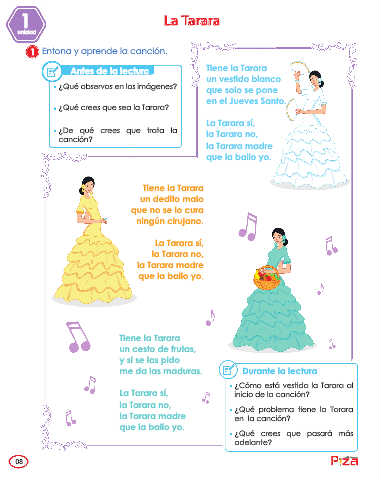 1
unidad
La Tarara
1 Entona y aprende la canción.
Antes de la lectura
• ¿Qué observas en las imágenes?
• ¿Qué crees que sea la Tarara?
• ¿De qué crees que trata la
canción?
Tiene la Tarara
un vestido blanco
que solo se pone
en el Jueves Santo.
La Tarara sí,
la Tarara no,
la Tarara madre
que la bailo yo.
Tiene la Tarara
un dedito malo
que no se lo cura
ningún cirujano.
La Tarara sí,
la Tarara no,
la Tarara madre
que la bailo yo.
Tiene la Tarara
un cesto de frutas,
y si se las pido
me da las maduras.
La Tarara sí,
la Tarara no,
la Tarara madre
que la bailo yo.
Durante la lectura
• ¿Cómo está vestida la Tarara al
inicio de la canción?
• ¿Qué problema tiene la Tarara
en la canción?
• ¿Qué crees que pasará más
adelante?
08